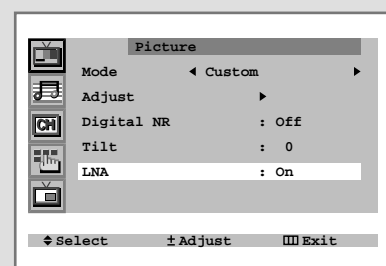 Picture
Mode ◀ Custom ▶
Adjust ▶
CH
Digital NR : Off
Tilt : 0
LNA : On
Select ± Adjust Exit